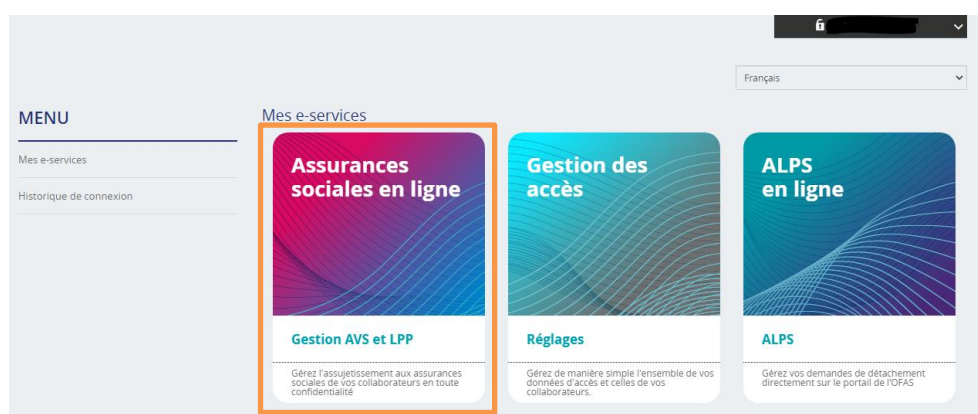 Français
MENU
Mes e-services
Historique de connexion
Mes e-services
Assurances
sociales en ligne
Gestion AVS et LPP
Gérez l'assujetissement aux assurances
sociales de vos collaborateurs en toute
confidentialité
Gestion des
accès
Réglages
Gérez de manière simple l'ensemble de vos
données d'accès et celles de vos
collaborateurs.
ALPS
en ligne
ALPS
Gérez vos demandes de détachement
directement sur le portail de l'OFAS